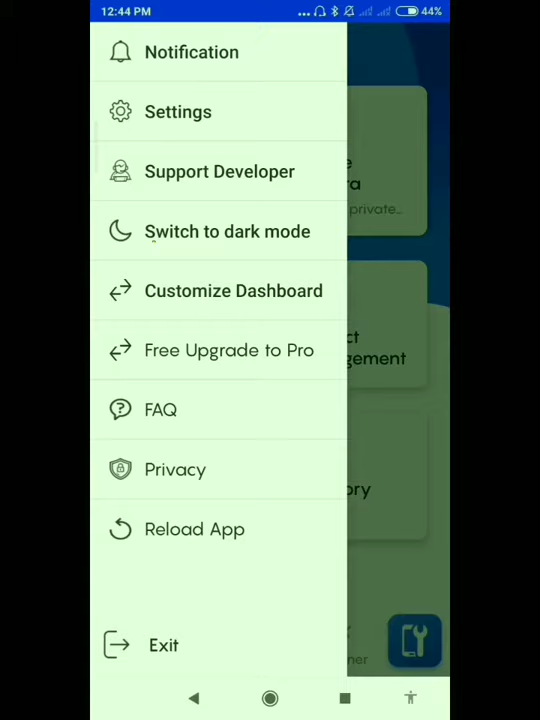 12:44 PM
44%
Notification
Settings
Support Developer
Switch to dark mode
Customize Dashboard
Free Upgrade to Pro
FAQ
Privacy
Reload App
Exit
private...